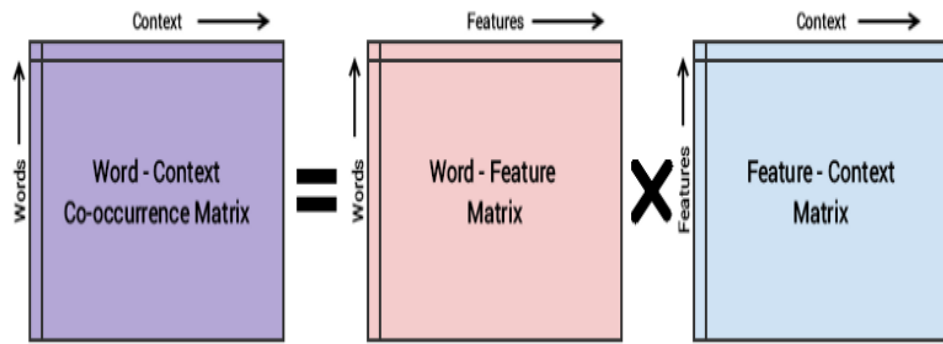 Context
Features
Context
Words
Word - Context
Co-occurrence Matrix
=
Words
Word - Feature
Matrix
X
Features
Feature - Context
Matrix